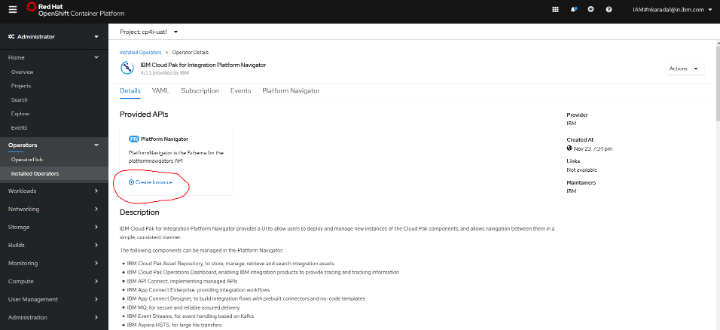 Red Hat
OpenShift Container Platform
IAM#nkaradal@in.ibm.com
Administrator
Project: cp4i-uat1
Home
Overview
Projects
Search
Explore
Events
Operators
OperatorHub
Installed Operators
Workloads
Networking
Storage
Builds
Monitoring
Compute
User Management
Administration
Installed Operators > Operator Details
IBM Cloud Pak for Integration Platform Navigator
4.0.3 provided by IBM
Actions
Details YAML Subscription Events Platform Navigator
Provided APIs
PN Platform Navigator
PlatformNavigator is the Schema for the
platformnavigators API
Create Instance
Provider
IBM
Created At
Nov 23, 7:34 pm
Links
Not available
Maintainers
IBM
Description
IBM Cloud Pak for Integration Platform Navigator provides a UI to allow users to deploy and manage new instances of the Cloud Pak components, and allows navigation between them in a
simple, consistent manner.
The following components can be managed in the Platform Navigator:
• IBM Cloud Pak Asset Repository, to store, manage, retrieve and search integration assets
• IBM Cloud Pak Operations Dashboard, enabling IBM integration products to provide tracing and tracking information
• IBM API Connect, implementing managed APIs
• IBM App Connect Enterprise, providing integration workflows
• IBM App Connect Designer, to build integration flows with prebuilt connectors and no-code templates
• IBM MQ, for secure and reliable assured delivery
• IBM Event Streams, for event handling based on Kafka
• IBM Aspera HSTS, for large file transfers